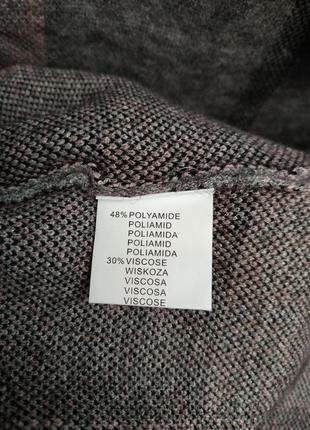 48% POLYAMIDE
POLIAMID
POLIAMIDA
POLIAMID
POLIAMIDA
30% VISCOSE
WISKOZA
VISCOSA
VISCOSA
VISCOSE